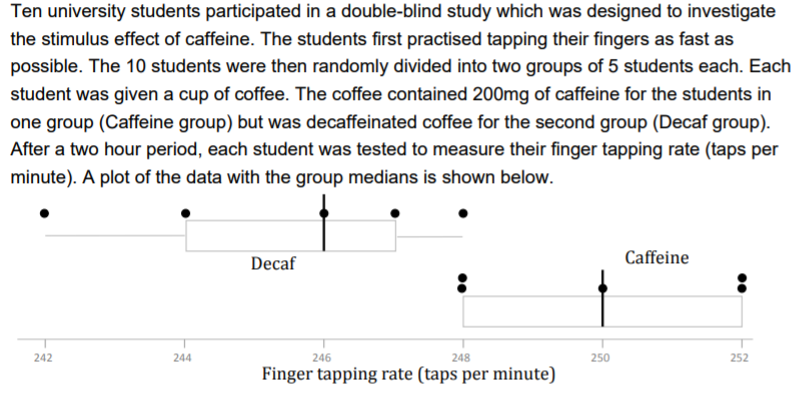 Ten university students participated in a double-blind study which was designed to investigate
the stimulus effect of caffeine. The students first practised tapping their fingers as fast as
possible. The 10 students were then randomly divided into two groups of 5 students each. Each
student was given a cup of coffee. The coffee contained 200mg of caffeine for the students in
one group (Caffeine group) but was decaffeinated coffee for the second group (Decaf group).
After a two hour period, each student was tested to measure their finger tapping rate (taps per
minute). A plot of the data with the group medians is shown below.
Decaf
Caffeine
242 244 246 248 250 252
Finger tapping rate (taps per minute)